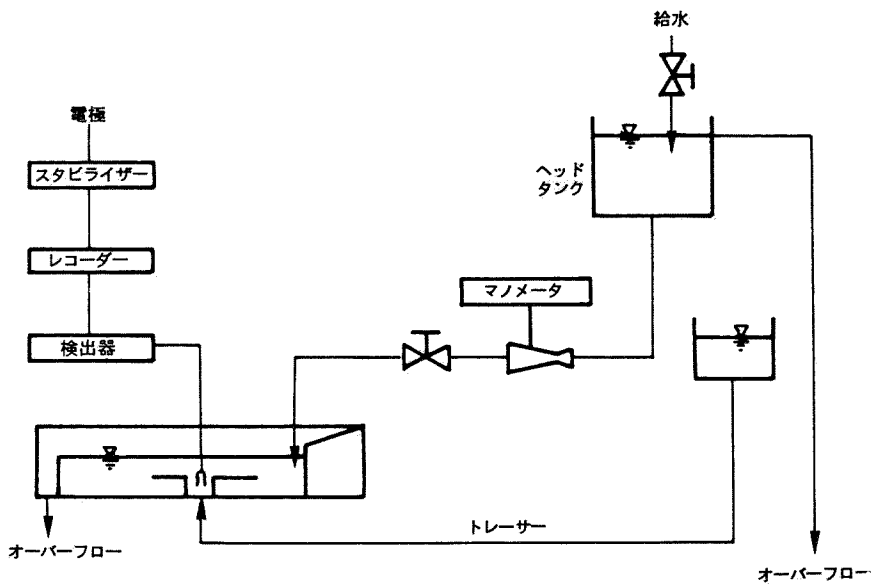 給水
電極
スタビライザー
ヘッド
タンク
レコーダー
マノメータ
検出器
トレーサー
オーバーフロー
オーバーフロー